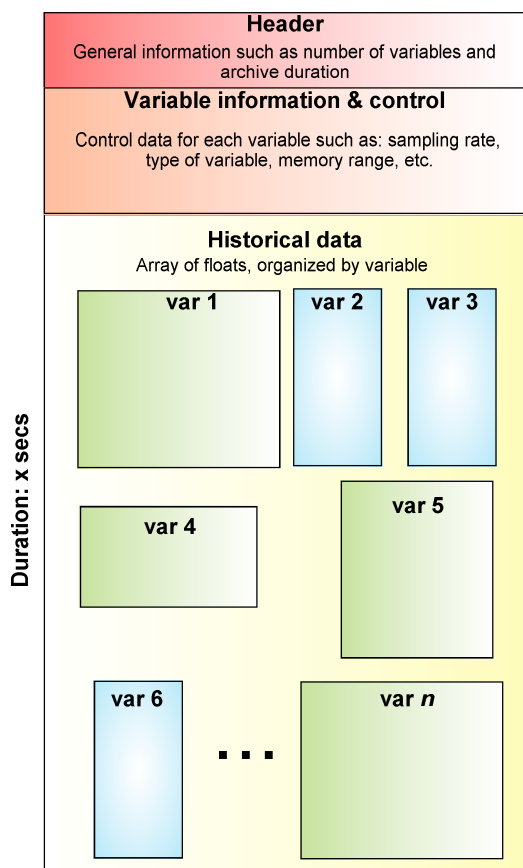 Header
General information such as number of variables and
archive duration
Variable information & control
Control data for each variable such as: sampling rate,
type of variable, memory range, etc.
Historical data
Array of floats, organized by variable
var 1
var 2
var 3
var 4
var 5
var 6
...
var n
Duration: x secs